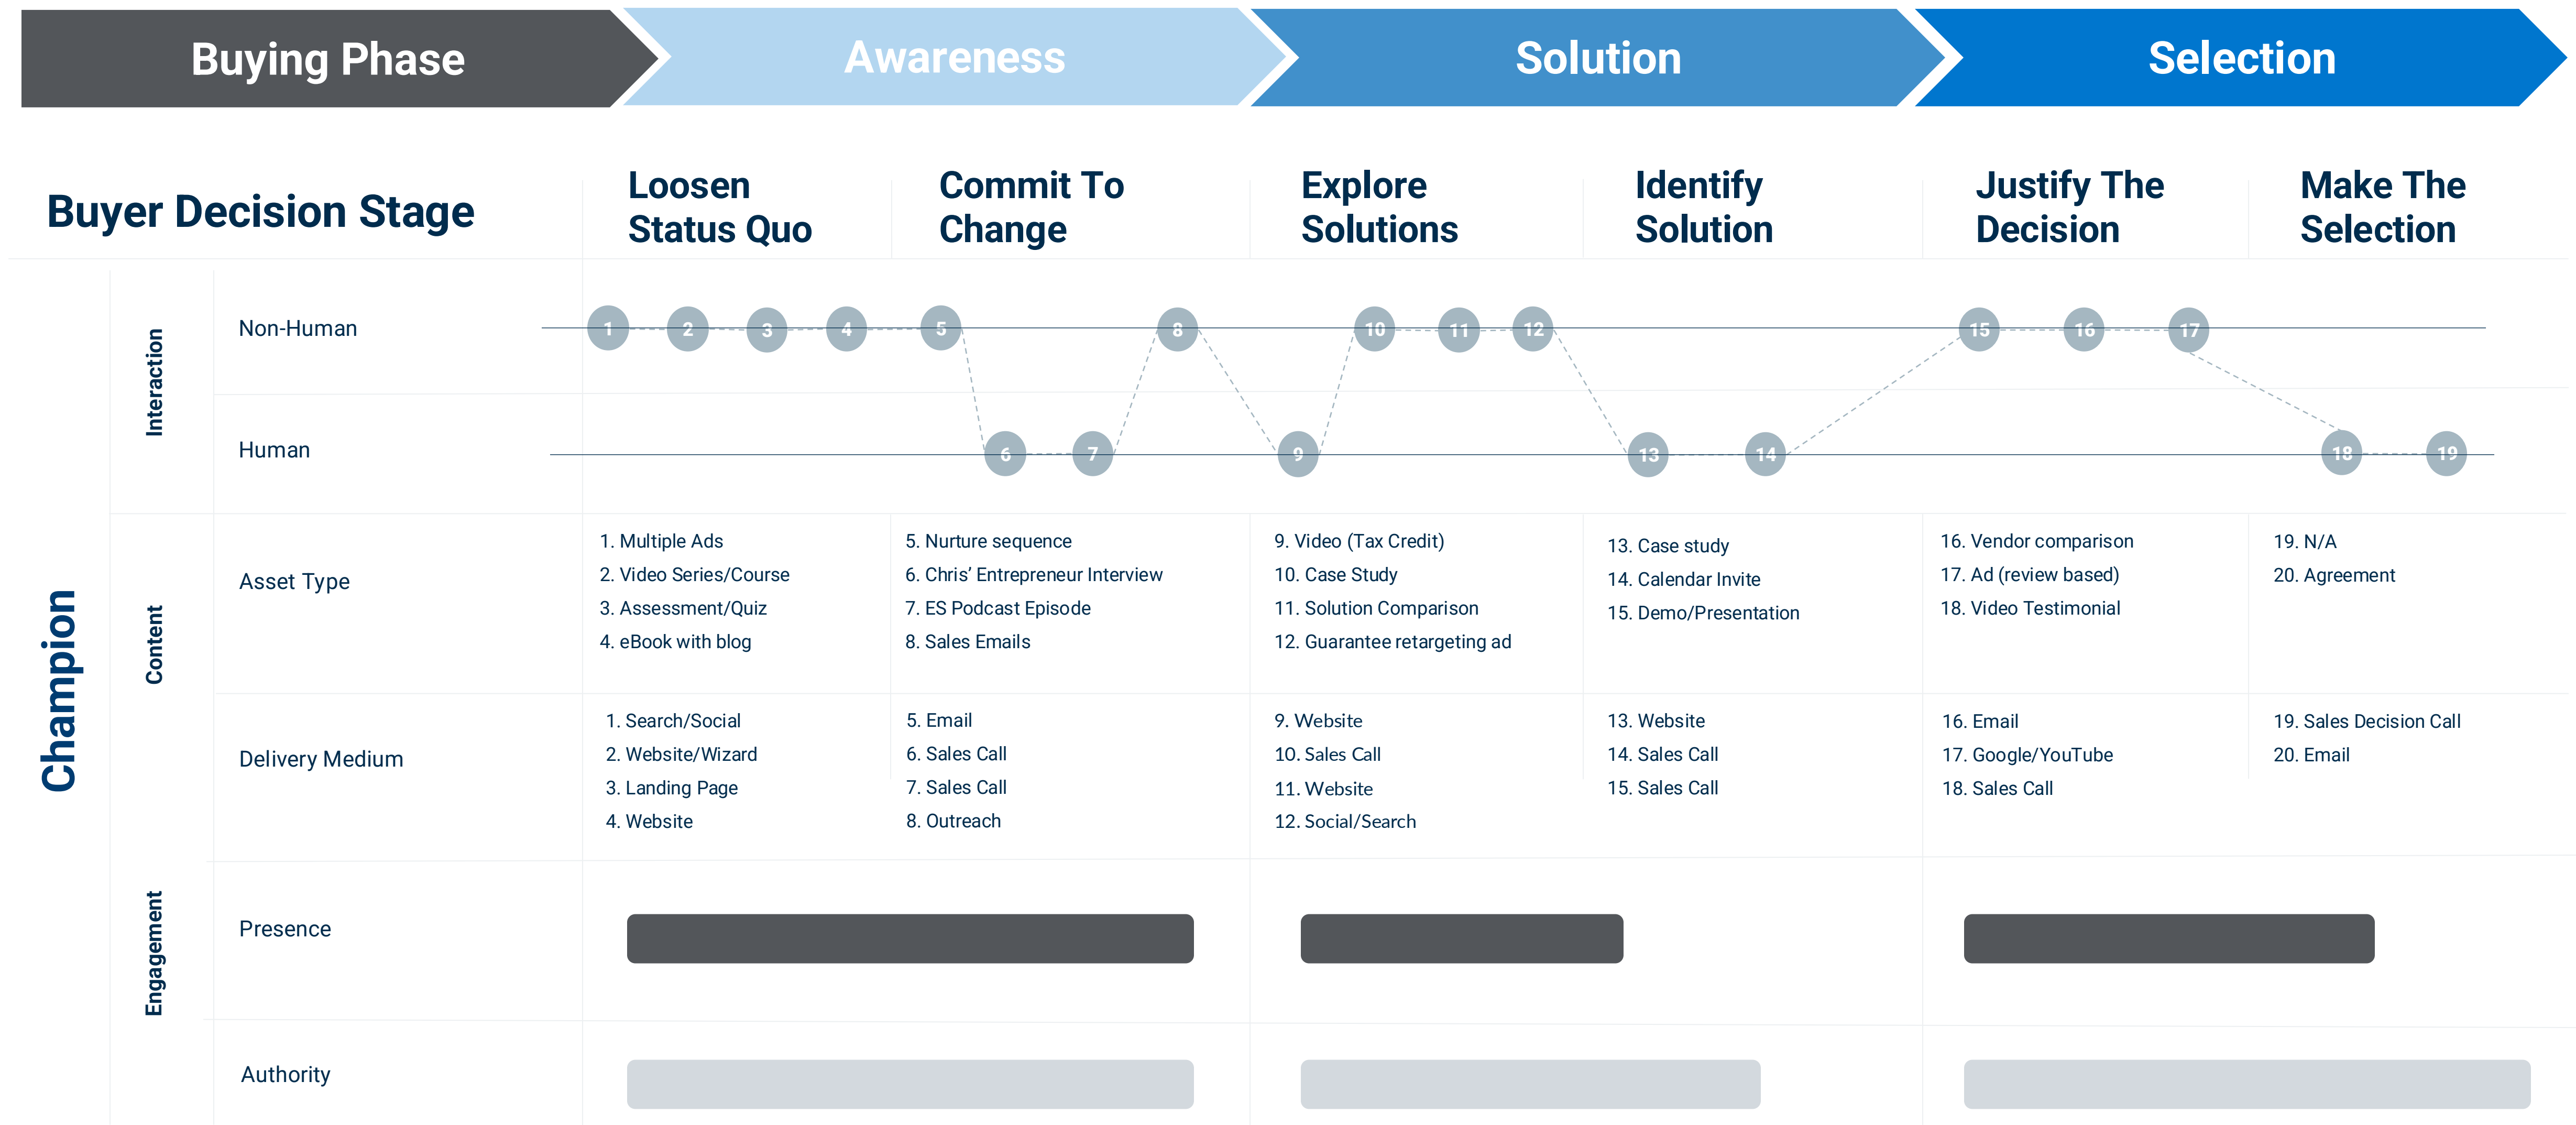 Buying Phase
Awareness
Solution
Selection
Buyer Decision Stage
Loosen
Status Quo
Commit To
Change
Explore
Solutions
Identify
Solution
Justify The
Decision
Make The
Selection
Champion
Interaction
Non-Human
1
2
3
4
5
8
10
11
12
15
16
17
Human
6
7
9
13
14
18
19
Content
Asset Type
1. Multiple Ads
2. Video Series/Course
3. Assessment/Quiz
4. eBook with blog
5. Nurture sequence
6. Chris’ Entrepreneur Interview
7. ES Podcast Episode
8. Sales Emails
9. Video (Tax Credit)
10. Case Study
11. Solution Comparison
12. Guarantee retargeting ad
13. Case study
14. Calendar Invite
15. Demo/Presentation
16. Vendor comparison
17. Ad (review based)
18. Video Testimonial
19. N/A
20. Agreement
Delivery Medium
1. Search/Social
2. Website/Wizard
3. Landing Page
4. Website
5. Email
6. Sales Call
7. Sales Call
8. Outreach
9. Website
10. Sales Call
11. Website
12. Social/Search
13. Website
14. Sales Call
15. Sales Call
16. Email
17. Google/YouTube
18. Sales Call
19. Sales Decision Call
20. Email
Engagement
Presence
Authority